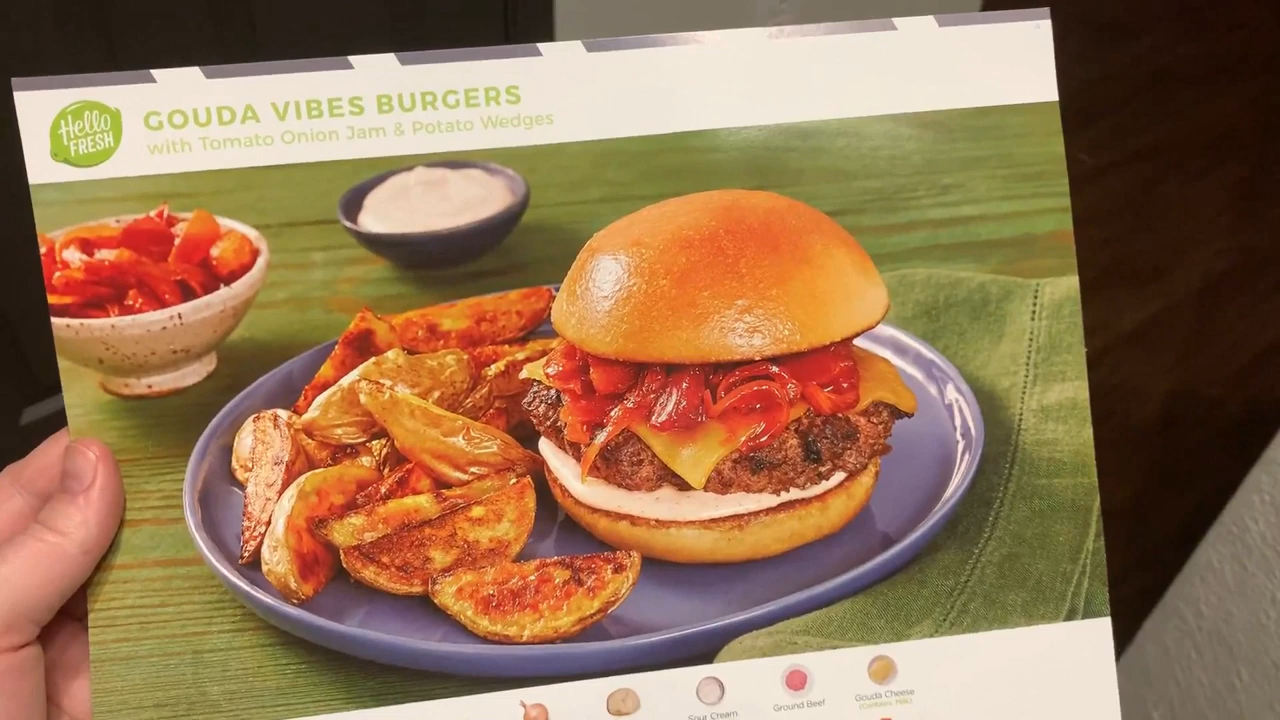 Hello
FRESH
GOUDA VIBES BURGERS
with Tomato Onion Jam & Potato Wedges
Sour Cream
Ground Beef
Gouda Cheese
(Contains: Milk)